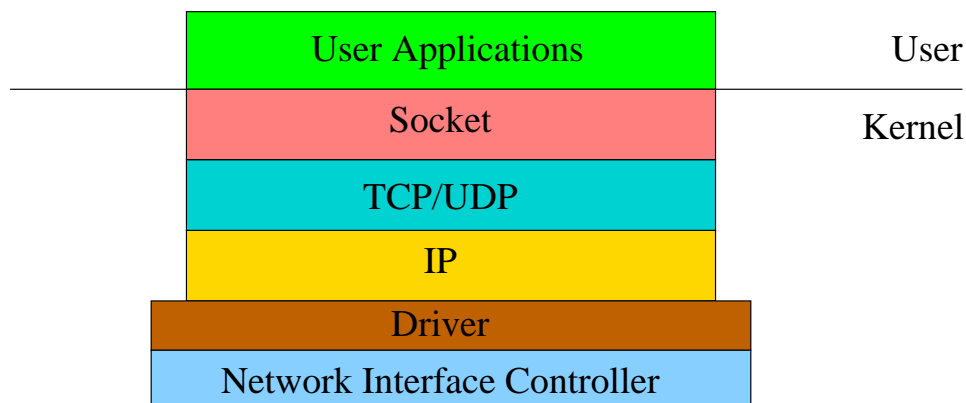 User Applications
User
Socket
Kernel
TCP/UDP
IP
Driver
Network Interface Controller